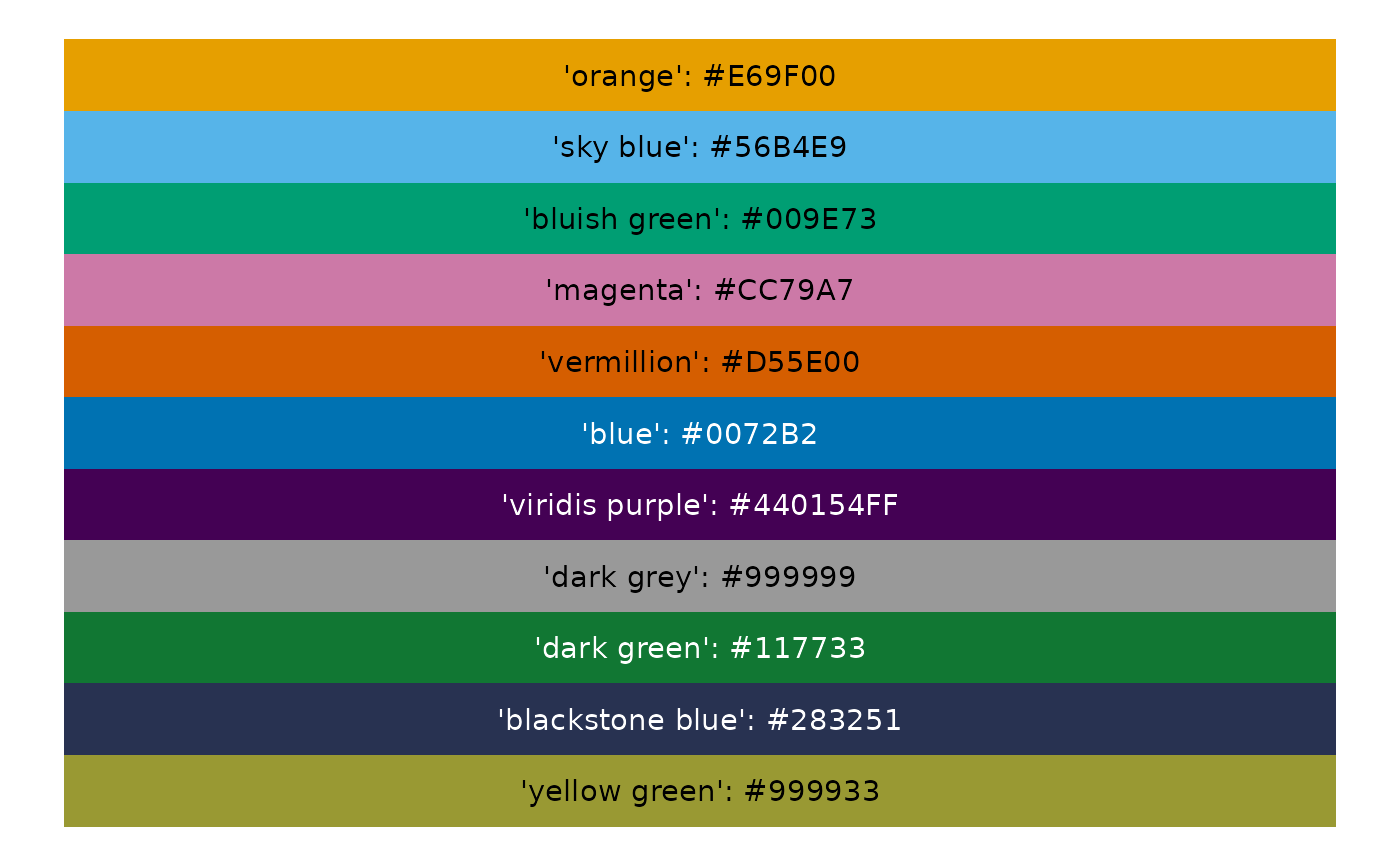 'orange': #E69F00
'sky blue': #56B4E9
'bluish green': #009E73
'magenta': #CC79A7
'vermillion': #D55E00
'blue': #0072B2
'viridis purple': #440154FF
'dark grey': #999999
'dark green': #117733
'blackstone blue': #283251
'yellow green': #999933